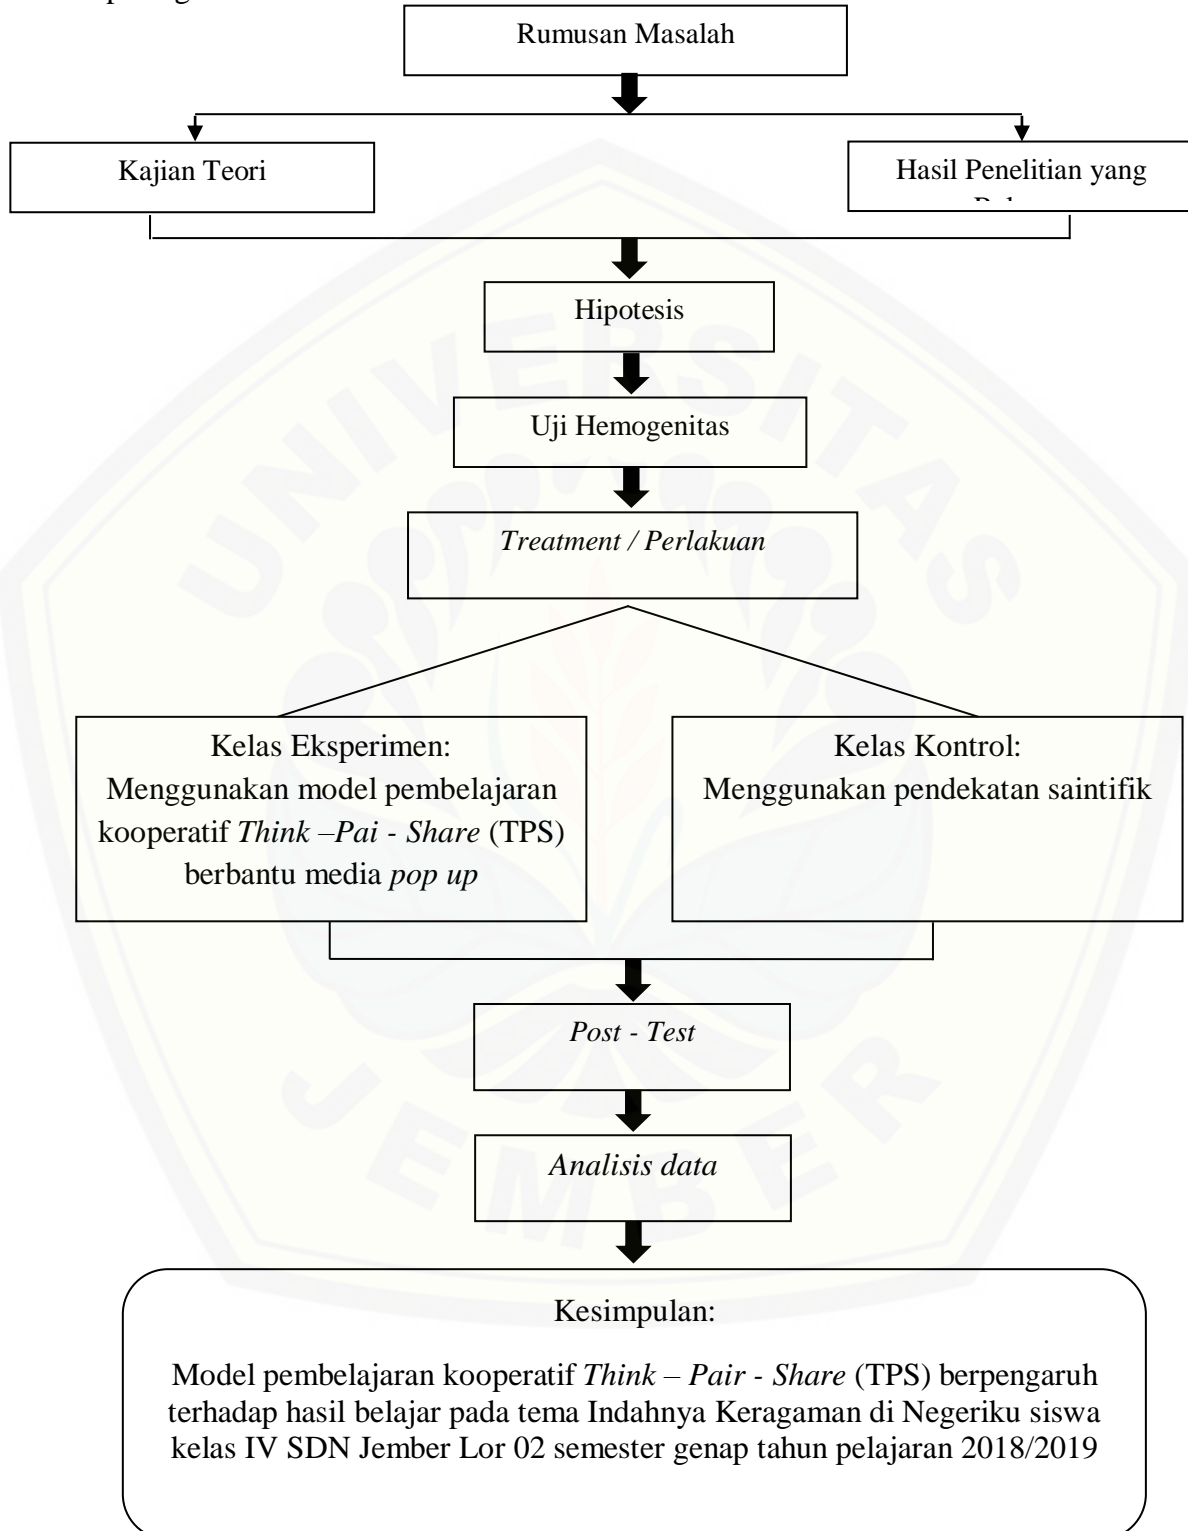 Rumusan Masalah
Kajian Teori
Hasil Penelitian yang
Hipotesis
Uji Hemogenitas
Treatment / Perlakuan
Kelas Eksperimen:
Menggunakan model pembelajaran
kooperatif Think –Pai - Share (TPS)
berbantu media pop up
Kelas Kontrol:
Menggunakan pendekatan saintifik
Post - Test
Analisis data
Kesimpulan:
Model pembelajaran kooperatif Think – Pair - Share (TPS) berpengaruh
terhadap hasil belajar pada tema Indahnya Keragaman di Negeriku siswa
kelas IV SDN Jember Lor 02 semester genap tahun pelajaran 2018/2019
UNIVERSITAS
JEMBER